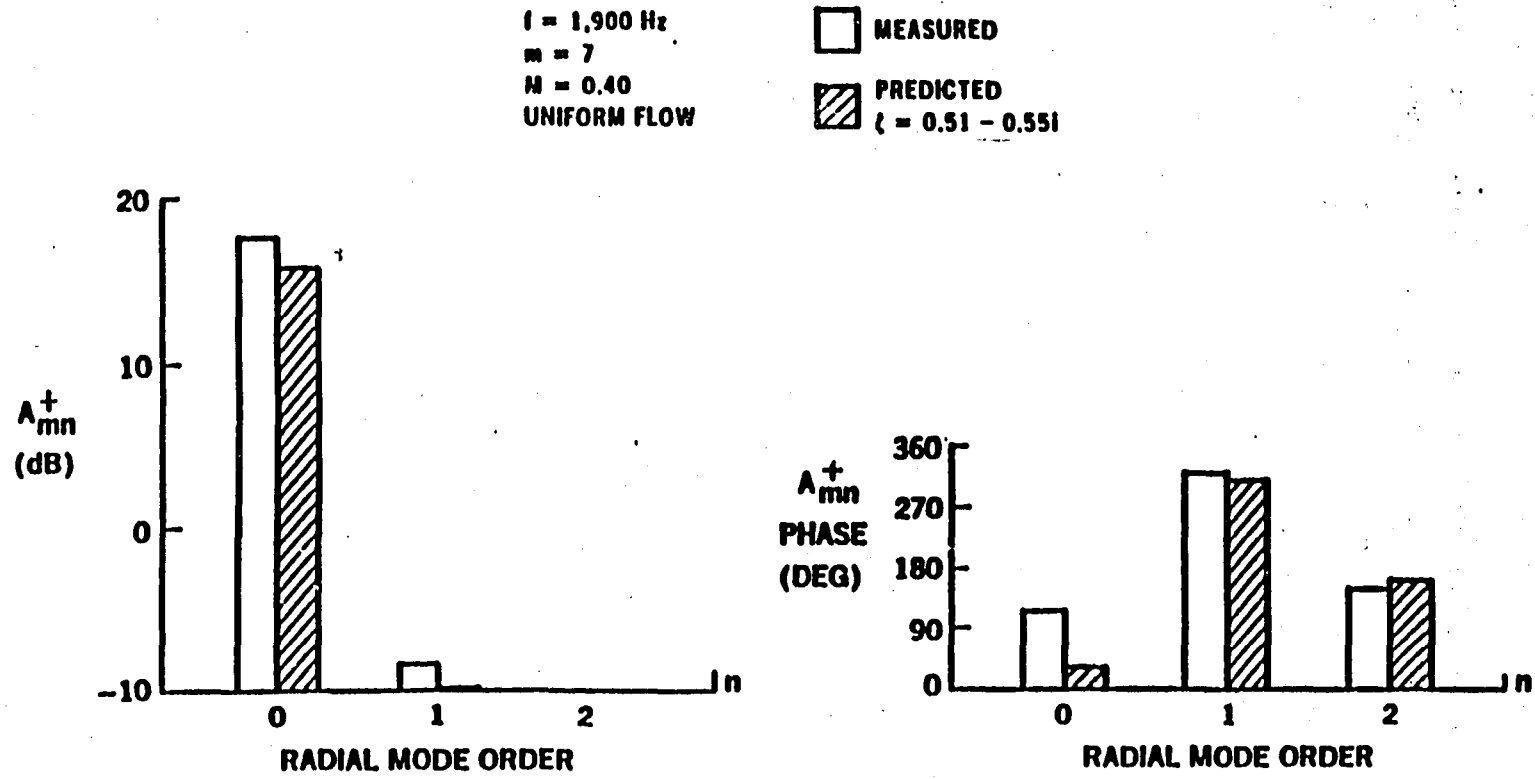 f = 1,900 Hz
m = 7
M = 0.40
UNIFORM FLOW
MEASURED
PREDICTED
ζ = 0.51 − 0.55i
20
10
0
−10
A+mn
(dB)
0
1
2
n
RADIAL MODE ORDER
360
270
180
90
0
A+mn
PHASE
(DEG)
0
1
2
n
RADIAL MODE ORDER